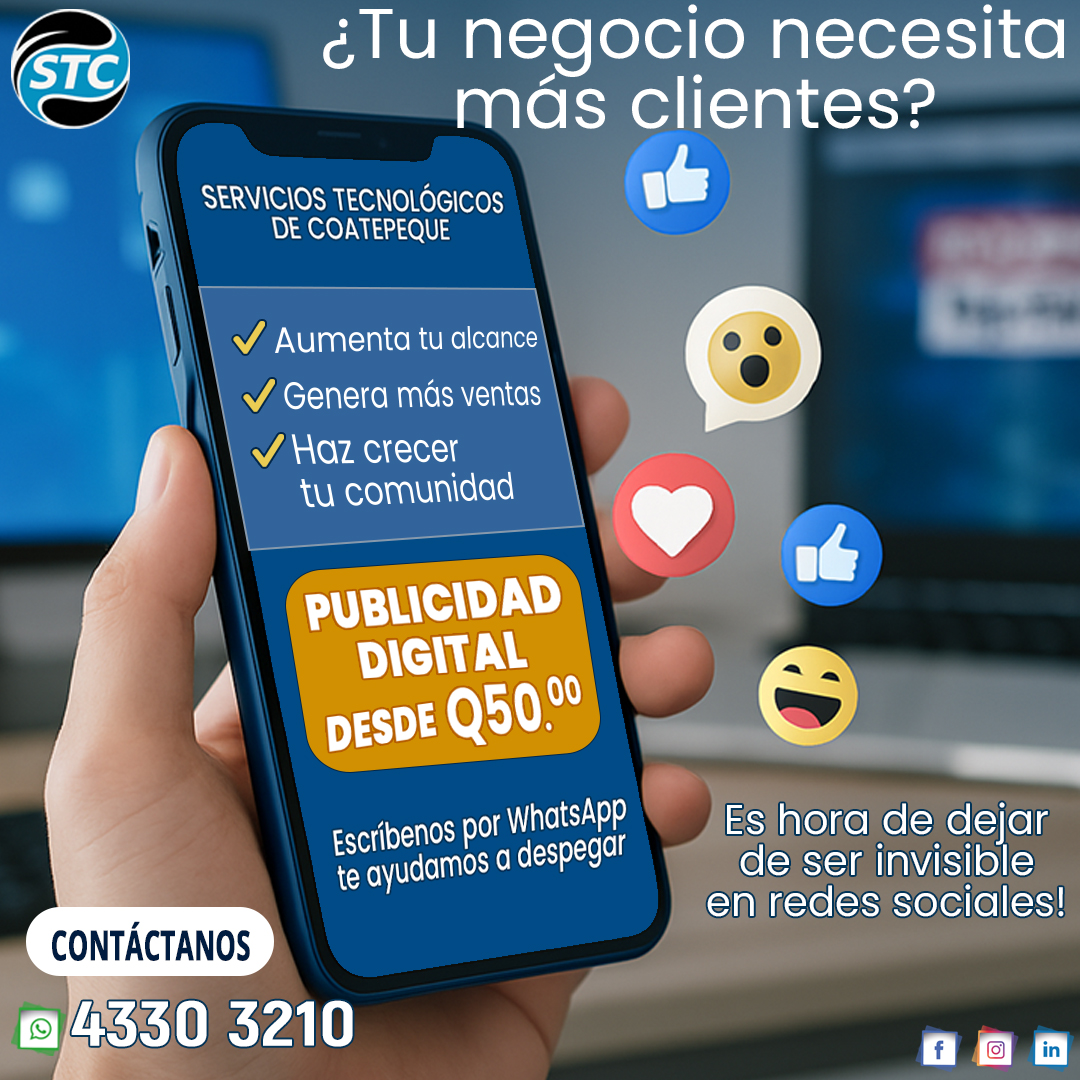 STC
¿Tu negocio necesita
más clientes?
SERVICIOS TECNOLÓGICOS
DE COATEPEQUE
Aumenta tu alcance
Genera más ventas
Haz crecer
tu comunidad
PUBLICIDAD
DIGITAL
DESDE Q50.00
Escríbenos por WhatsApp
te ayudamos a despegar
Es hora de dejar
de ser invisible
en redes sociales!
CONTÁCTANOS
4330 3210
f
in